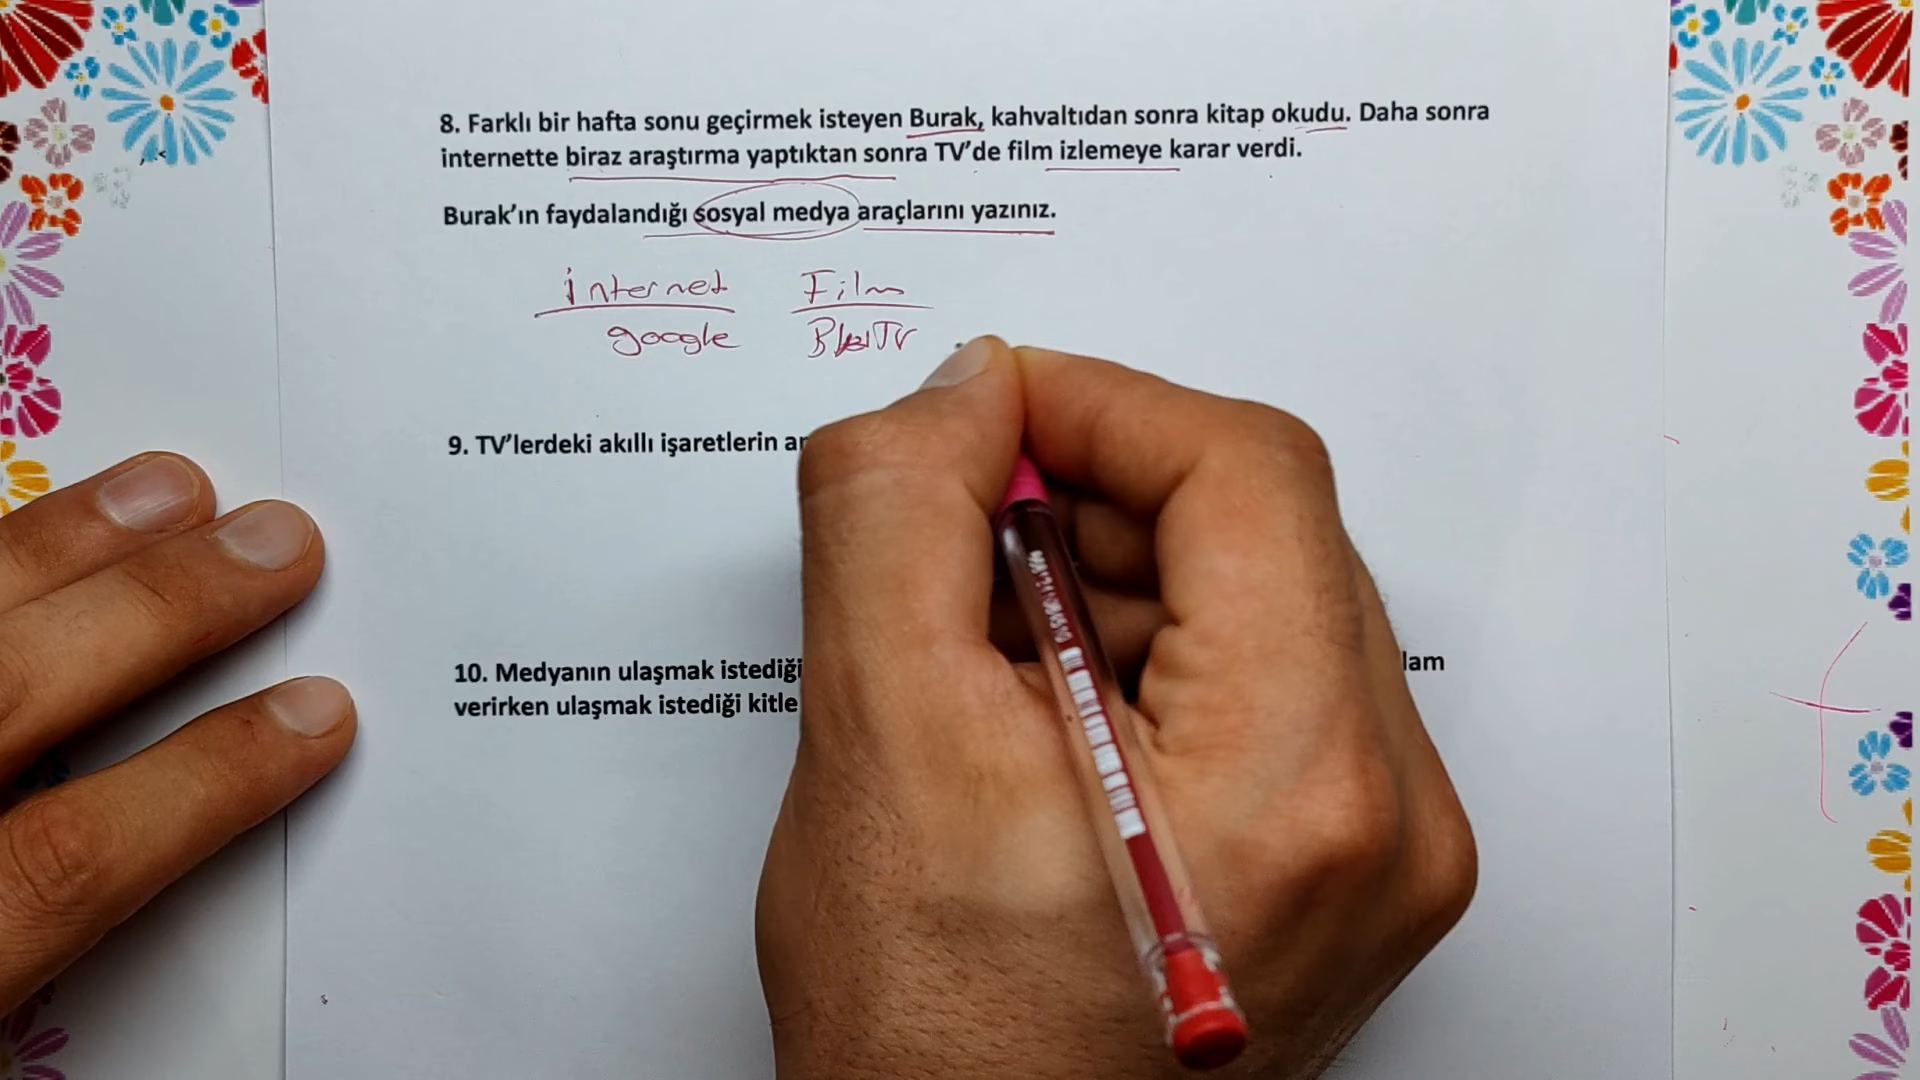 8. Farklı bir hafta sonu geçirmek isteyen Burak, kahvaltıdan sonra kitap okudu. Daha sonra
internette biraz araştırma yaptıktan sonra TV'de film izlemeye karar verdi.
Burak'ın faydalandığı sosyal medya araçlarını yazınız.
internet Film
google
9. TV'lerdeki akıllı işaretlerin
10. Medyanın ulaşmak istediği
verirken ulaşmak istediği kitle